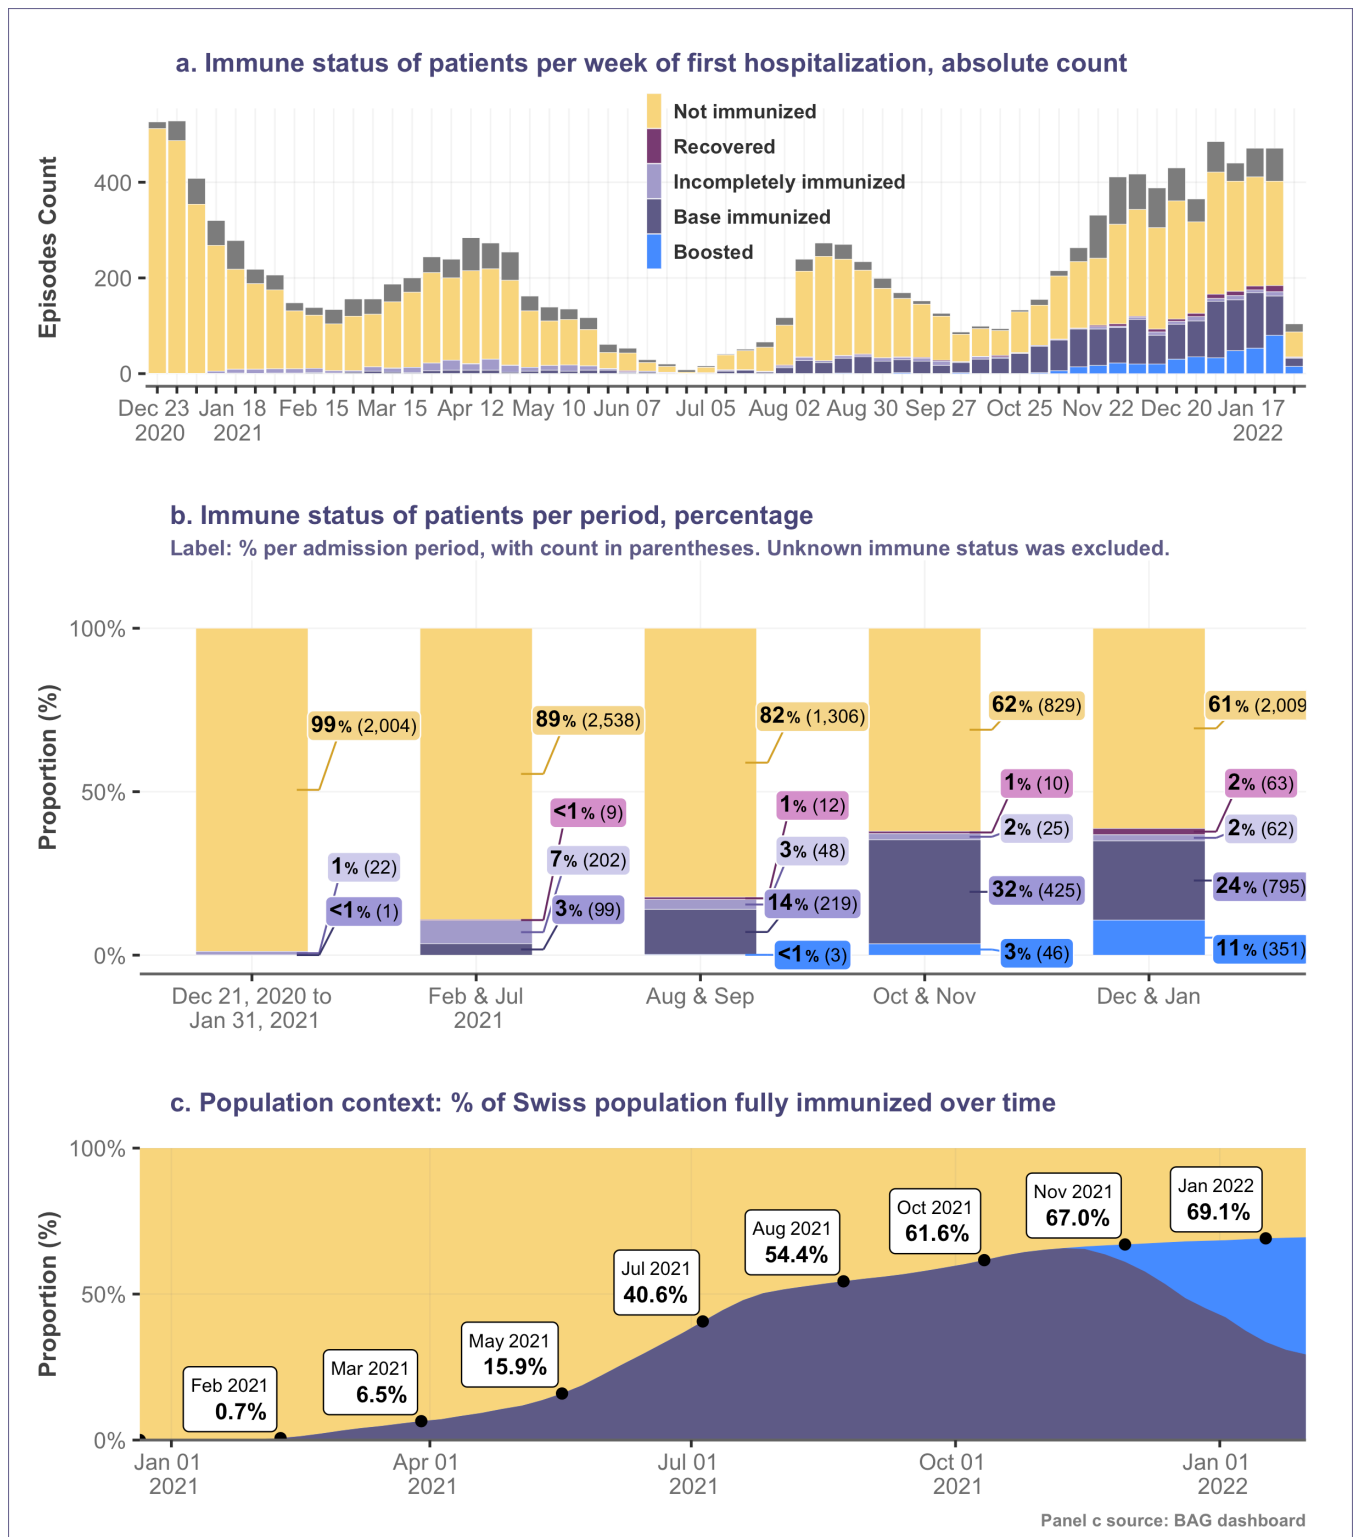 a. Immune status of patients per week of first hospitalization, absolute count
Not immunized
Recovered
Incompletely immunized
Base immunized
Boosted
Episodes Count
400
200
0
Dec 23 Jan 18 Feb 15 Mar 15 Apr 12 May 10 Jun 07 Jul 05 Aug 02 Aug 30 Sep 27 Oct 25 Nov 22 Dec 20 Jan 17
2020 2021 2022
b. Immune status of patients per period, percentage
Label: % per admission period, with count in parentheses. Unknown immune status was excluded.
Proportion (%)
100%
50%
0%
99% (2,004)
1% (22)
<1% (1)
89% (2,538)
<1% (9)
7% (202)
3% (99)
82% (1,306)
1% (12)
3% (48)
14% (219)
<1% (3)
62% (829)
1% (10)
2% (25)
32% (425)
3% (46)
61% (2,009
2% (63)
2% (62)
24% (795)
11% (351)
Dec 21, 2020 to
Jan 31, 2021
Feb & Jul
2021
Aug & Sep
Oct & Nov
Dec & Jan
c. Population context: % of Swiss population fully immunized over time
Proportion (%)
100%
50%
0%
Feb 2021
0.7%
Mar 2021
6.5%
May 2021
15.9%
Jul 2021
40.6%
Aug 2021
54.4%
Oct 2021
61.6%
Nov 2021
67.0%
Jan 2022
69.1%
Jan 01
2021
Apr 01
2021
Jul 01
2021
Oct 01
2021
Jan 01
2022
Panel c source: BAG dashboard